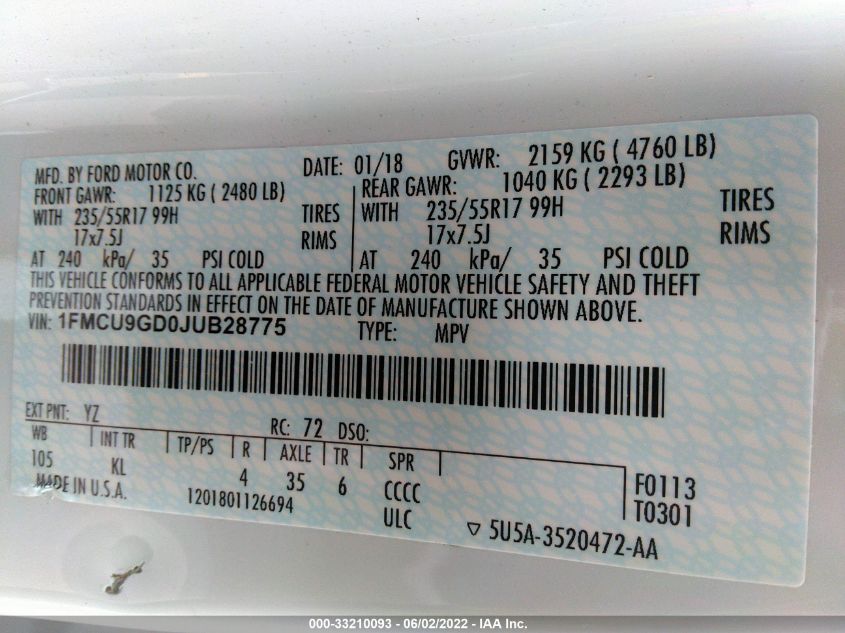 MFD. BY FORD MOTOR CO. DATE: 01/18 GVWR: 2159 KG ( 4760 LB)
FRONT GAWR: 1125 KG ( 2480 LB) REAR GAWR: 1040 KG ( 2293 LB)
WITH 235/55R17 99H TIRES WITH 235/55R17 99H TIRES
17x7.5J RIMS 17x7.5J RIMS
AT 240 kPa/ 35 PSI COLD AT 240 kPa/ 35 PSI COLD
THIS VEHICLE CONFORMS TO ALL APPLICABLE FEDERAL MOTOR VEHICLE SAFETY AND THEFT
PREVENTION STANDARDS IN EFFECT ON THE DATE OF MANUFACTURE SHOWN ABOVE.
VIN: 1FMCU9GD0JUB28775 TYPE: MPV
EXT PNT: YZ RC: 72 DSO:
WB INT TR TP/PS R AXLE TR SPR
105 KL 4 35 6 CCCC F0113
MADE IN U.S.A. 1201801126694 ULC T0301
5U5A-3520472-AA
000-33210093 - 06/02/2022 - IAA Inc.